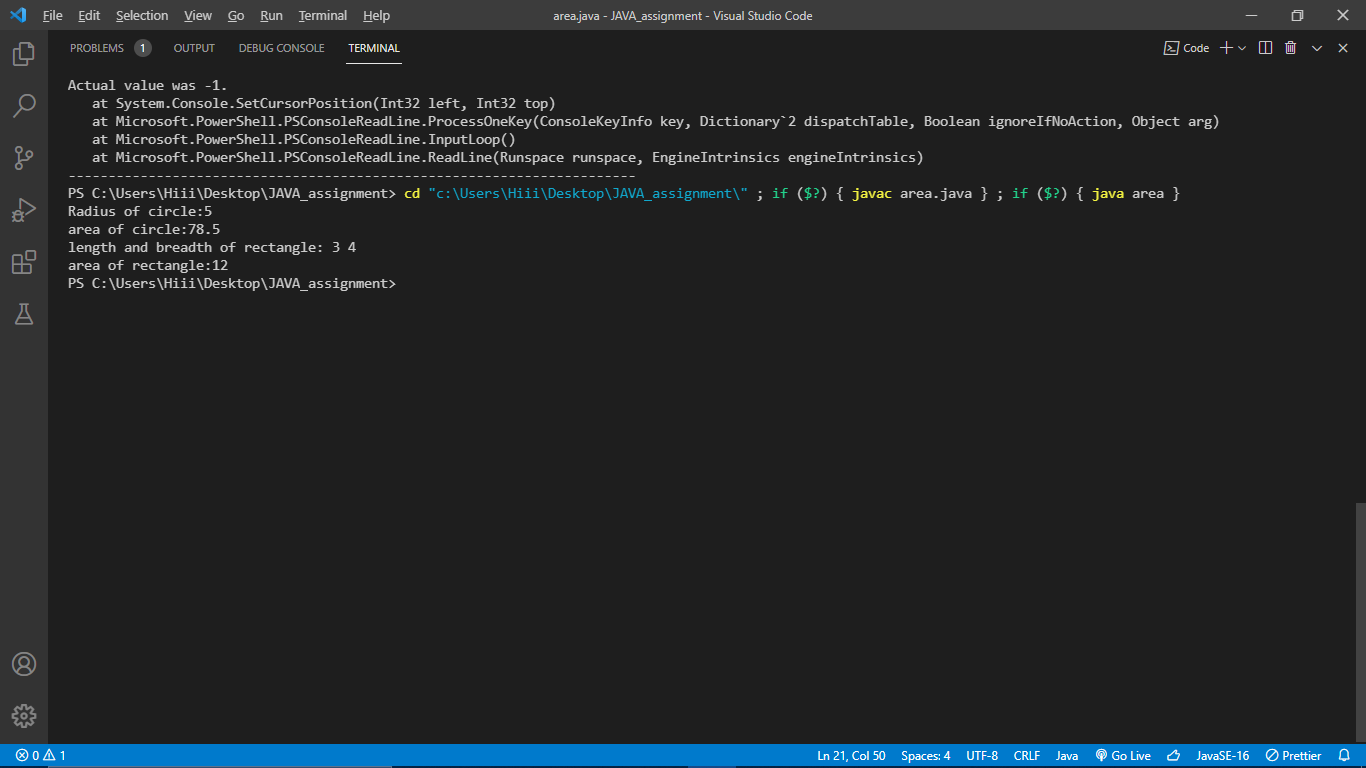 File Edit Selection View Go Run Terminal Help area.java - JAVA_assignment - Visual Studio Code
PROBLEMS 1 OUTPUT DEBUG CONSOLE TERMINAL Code
Actual value was -1.
at System.Console.SetCursorPosition(Int32 left, Int32 top)
at Microsoft.PowerShell.PSConsoleReadLine.ProcessOneKey(ConsoleKeyInfo key, Dictionary`2 dispatchTable, Boolean ignoreIfNoAction, Object arg)
at Microsoft.PowerShell.PSConsoleReadLine.InputLoop()
at Microsoft.PowerShell.PSConsoleReadLine.ReadLine(Runspace runspace, EngineIntrinsics engineIntrinsics)
-----------------------------------------------------------------------
PS C:\Users\Hiii\Desktop\JAVA_assignment> cd "c:\Users\Hiii\Desktop\JAVA_assignment\" ; if ($?) { javac area.java } ; if ($?) { java area }
Radius of circle:5
area of circle:78.5
length and breadth of rectangle: 3 4
area of rectangle:12
PS C:\Users\Hiii\Desktop\JAVA_assignment>
0 1 Ln 21, Col 50 Spaces: 4 UTF-8 CRLF Java Go Live JavaSE-16 Prettier